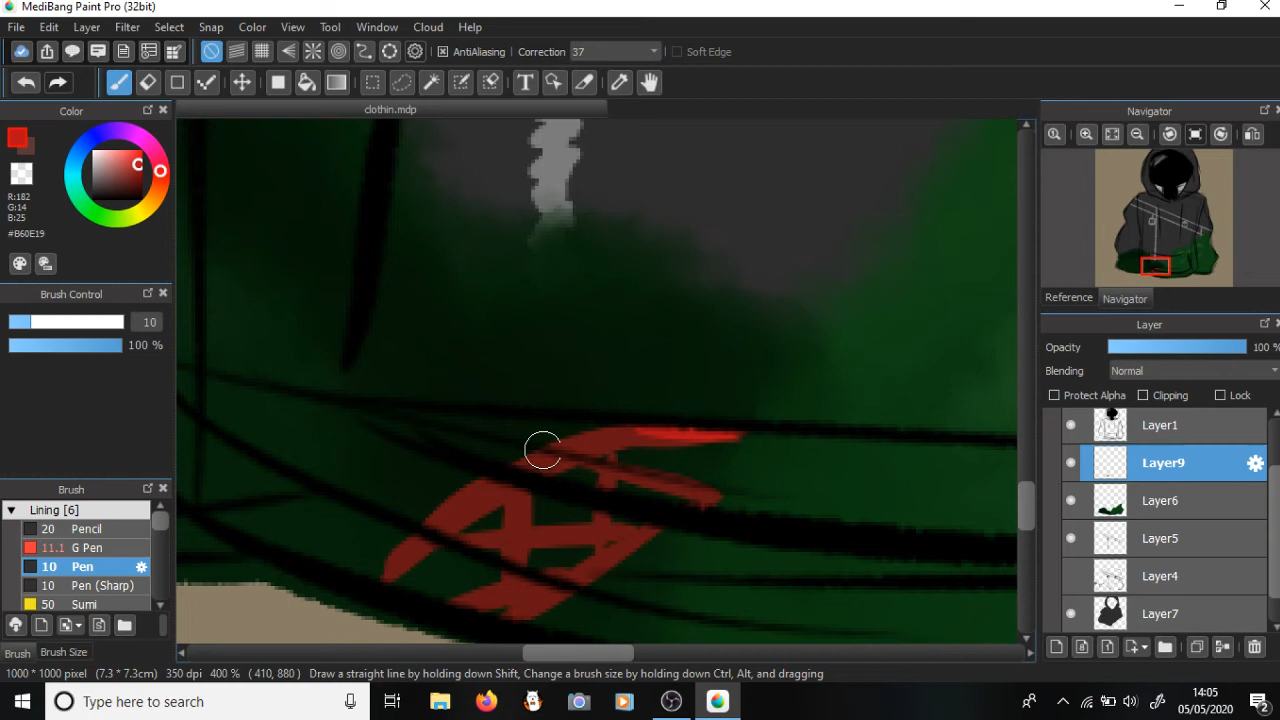 MediBang Paint Pro (32bit)
File Edit Layer Filter Select Snap Color View Tool Window Cloud Help
AntiAliasing Correction 37 Soft Edge
T
Color
clothin.mdp
Navigator
R:182
G:14
B:25
#B60E19
Brush Control
10
100 %
Reference Navigator
Layer
Opacity 100 %
Blending Normal
Protect Alpha Clipping Lock
Layer1
Layer9
Layer6
Layer5
Layer4
Layer7
Brush
Lining [6]
20 Pencil
11.1 G Pen
10 Pen
10 Pen (Sharp)
50 Sumi
Brush Brush Size
1000 * 1000 pixel (7.3 * 7.3cm) 350 dpi 400 % ( 410, 880 ) Draw a straight line by holding down Shift, Change a brush size by holding down Ctrl, Alt, and dragging
Type here to search
14:05
05/05/2020
2